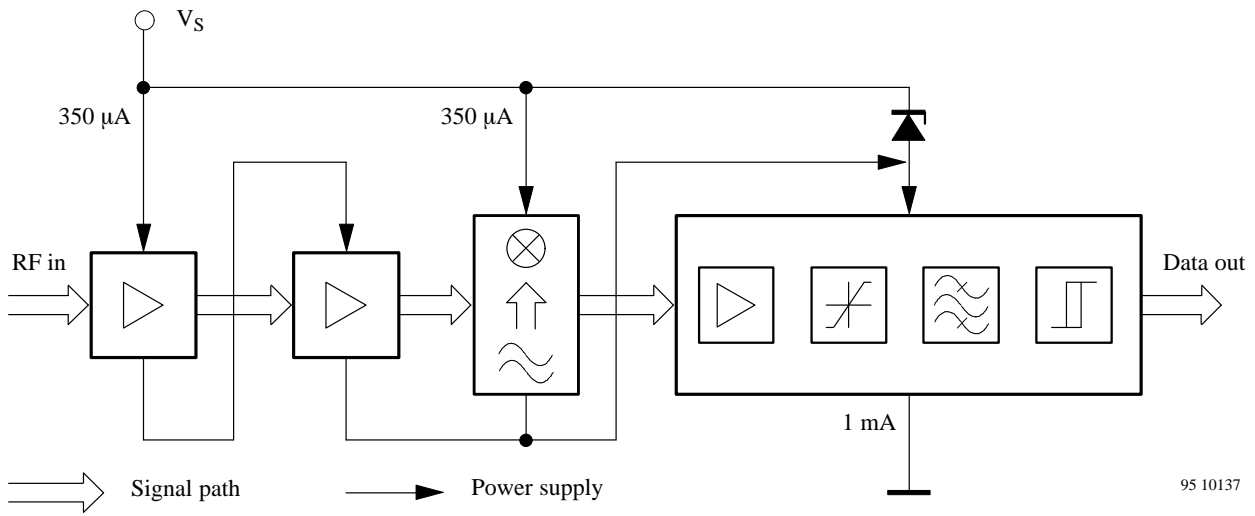 V_S
350 μA
350 μA
RF in
Data out
1 mA
Signal path
Power supply
95 10137